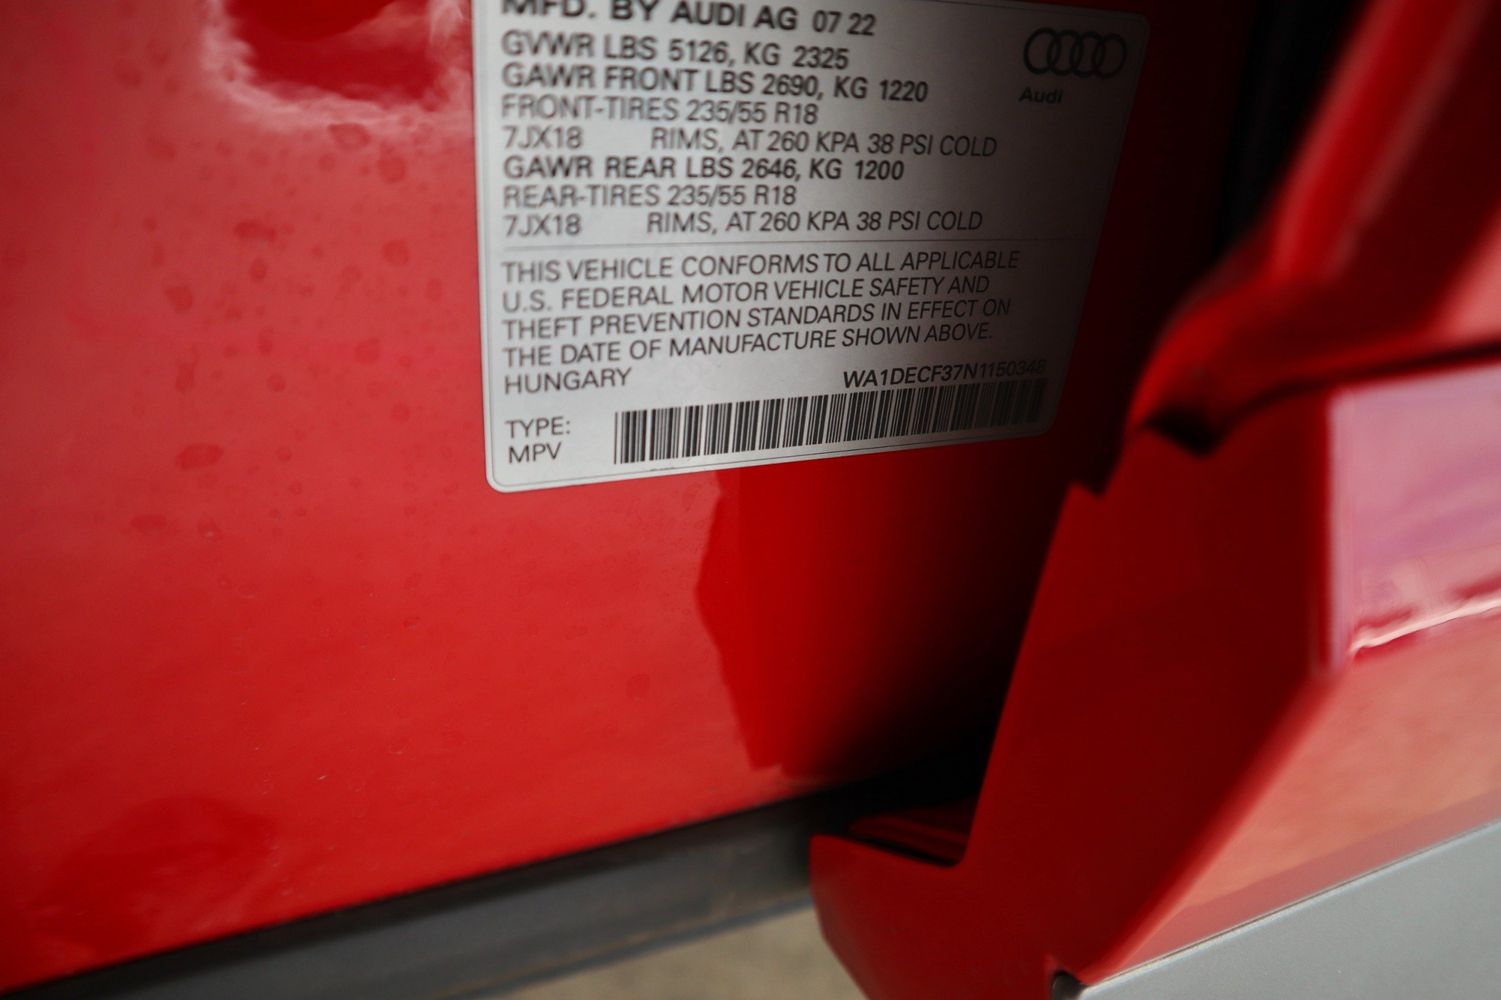 MFD. BY AUDI AG 07 22
GVWR LBS 5126, KG 2325
GAWR FRONT LBS 2690, KG 1220
FRONT-TIRES 235/55 R18
7JX18 RIMS, AT 260 KPA 38 PSI COLD
GAWR REAR LBS 2646, KG 1200
REAR-TIRES 235/55 R18
7JX18 RIMS, AT 260 KPA 38 PSI COLD
Audi
THIS VEHICLE CONFORMS TO ALL APPLICABLE
U.S. FEDERAL MOTOR VEHICLE SAFETY AND
THEFT PREVENTION STANDARDS IN EFFECT ON
THE DATE OF MANUFACTURE SHOWN ABOVE.
HUNGARY WA1DECF37N1150348
TYPE:
MPV